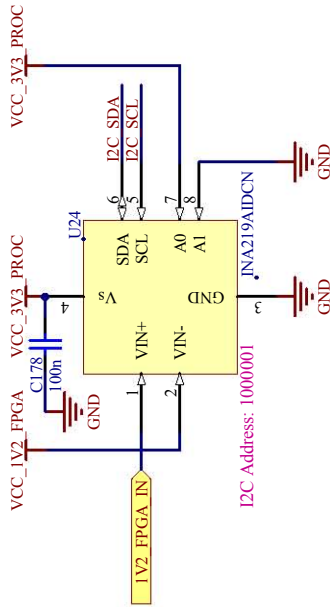 VCC_1V2_FPGA
VCC_3V3_PROC
VCC_3V3_PROC
C178
100n
GND
4
U24
1V2_FPGA_IN
1
2
VIN+
VIN-
Vs
GND
SDA
SCL
A0
A1
6
5
7
8
I2C_SDA
I2C_SCL
3
GND
GND
INA219AIDCN
I2C Address: 1000001